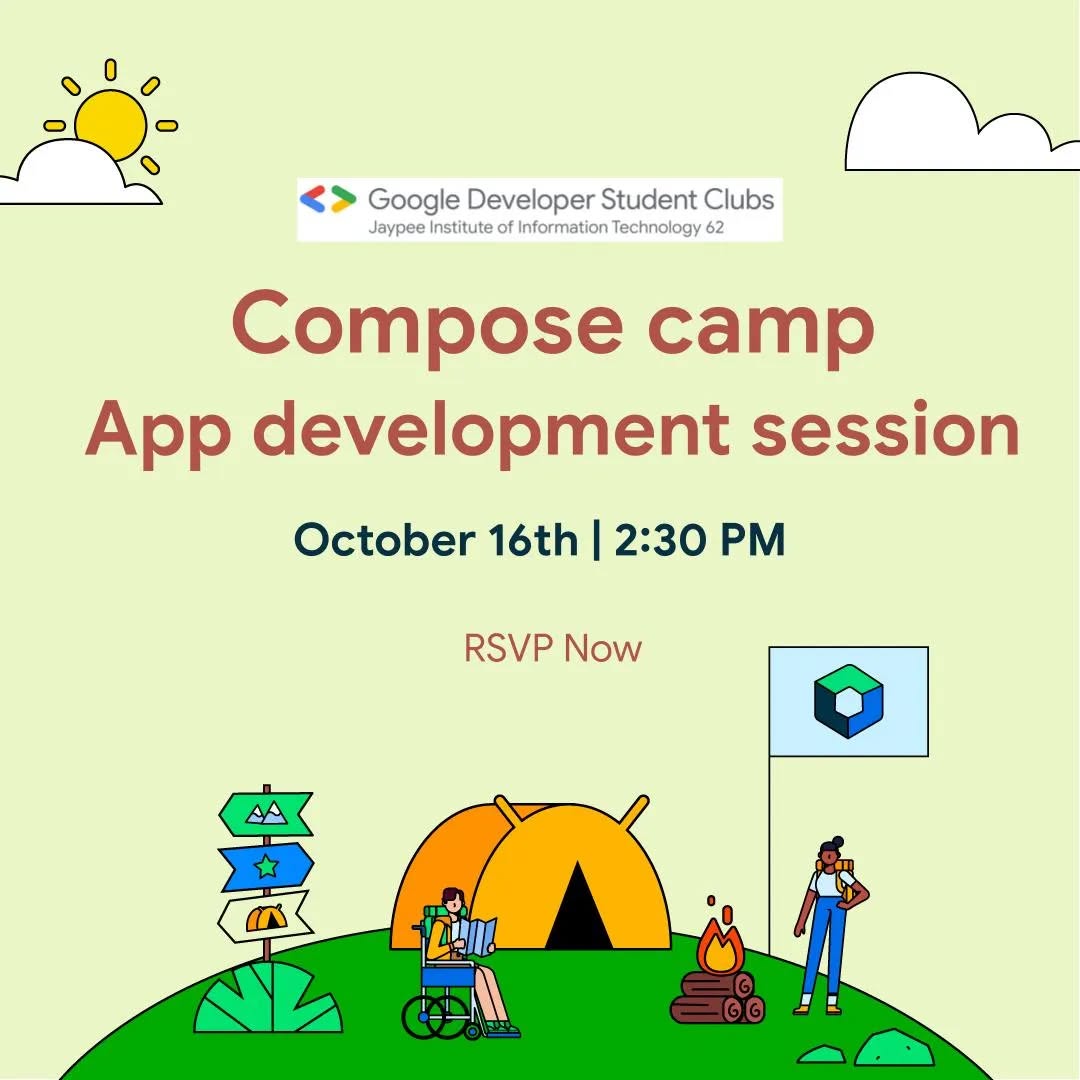 Google Developer Student Clubs
Jaypee Institute of Information Technology 62
Compose camp
App development session
October 16th | 2:30 PM
RSVP Now